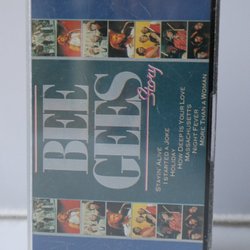 BEE
GEES
Story
STAYIN' ALIVE
I STARTED A JOKE
HOLIDAY
HOW DEEP IS YOUR LOVE
MASSACHUSETTS
NIGHT FEVER
MORE THAN A WOMAN